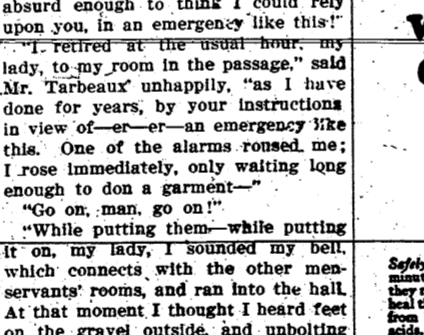 absurd enough to think I could rely
upon you, in an emergency like this!"
"I retired at the usual hour, my
lady, to my room in the passage," said
Mr. Tarbeaux unhappily, "as I have
done for years, by your instructions
in view of—er—er—an emergency like
this. One of the alarms roused me;
I rose immediately, only waiting long
enough to don a garment—"
"Go on, man, go on!"
"While putting them—while putting
it on, my lady, I sounded my bell,
which connects with the other men-
servants' rooms, and ran into the hall.
At that moment I thought I heard feet
on the gravel outside, and unbolting
Safety
minut
they
heal t
from
acids.